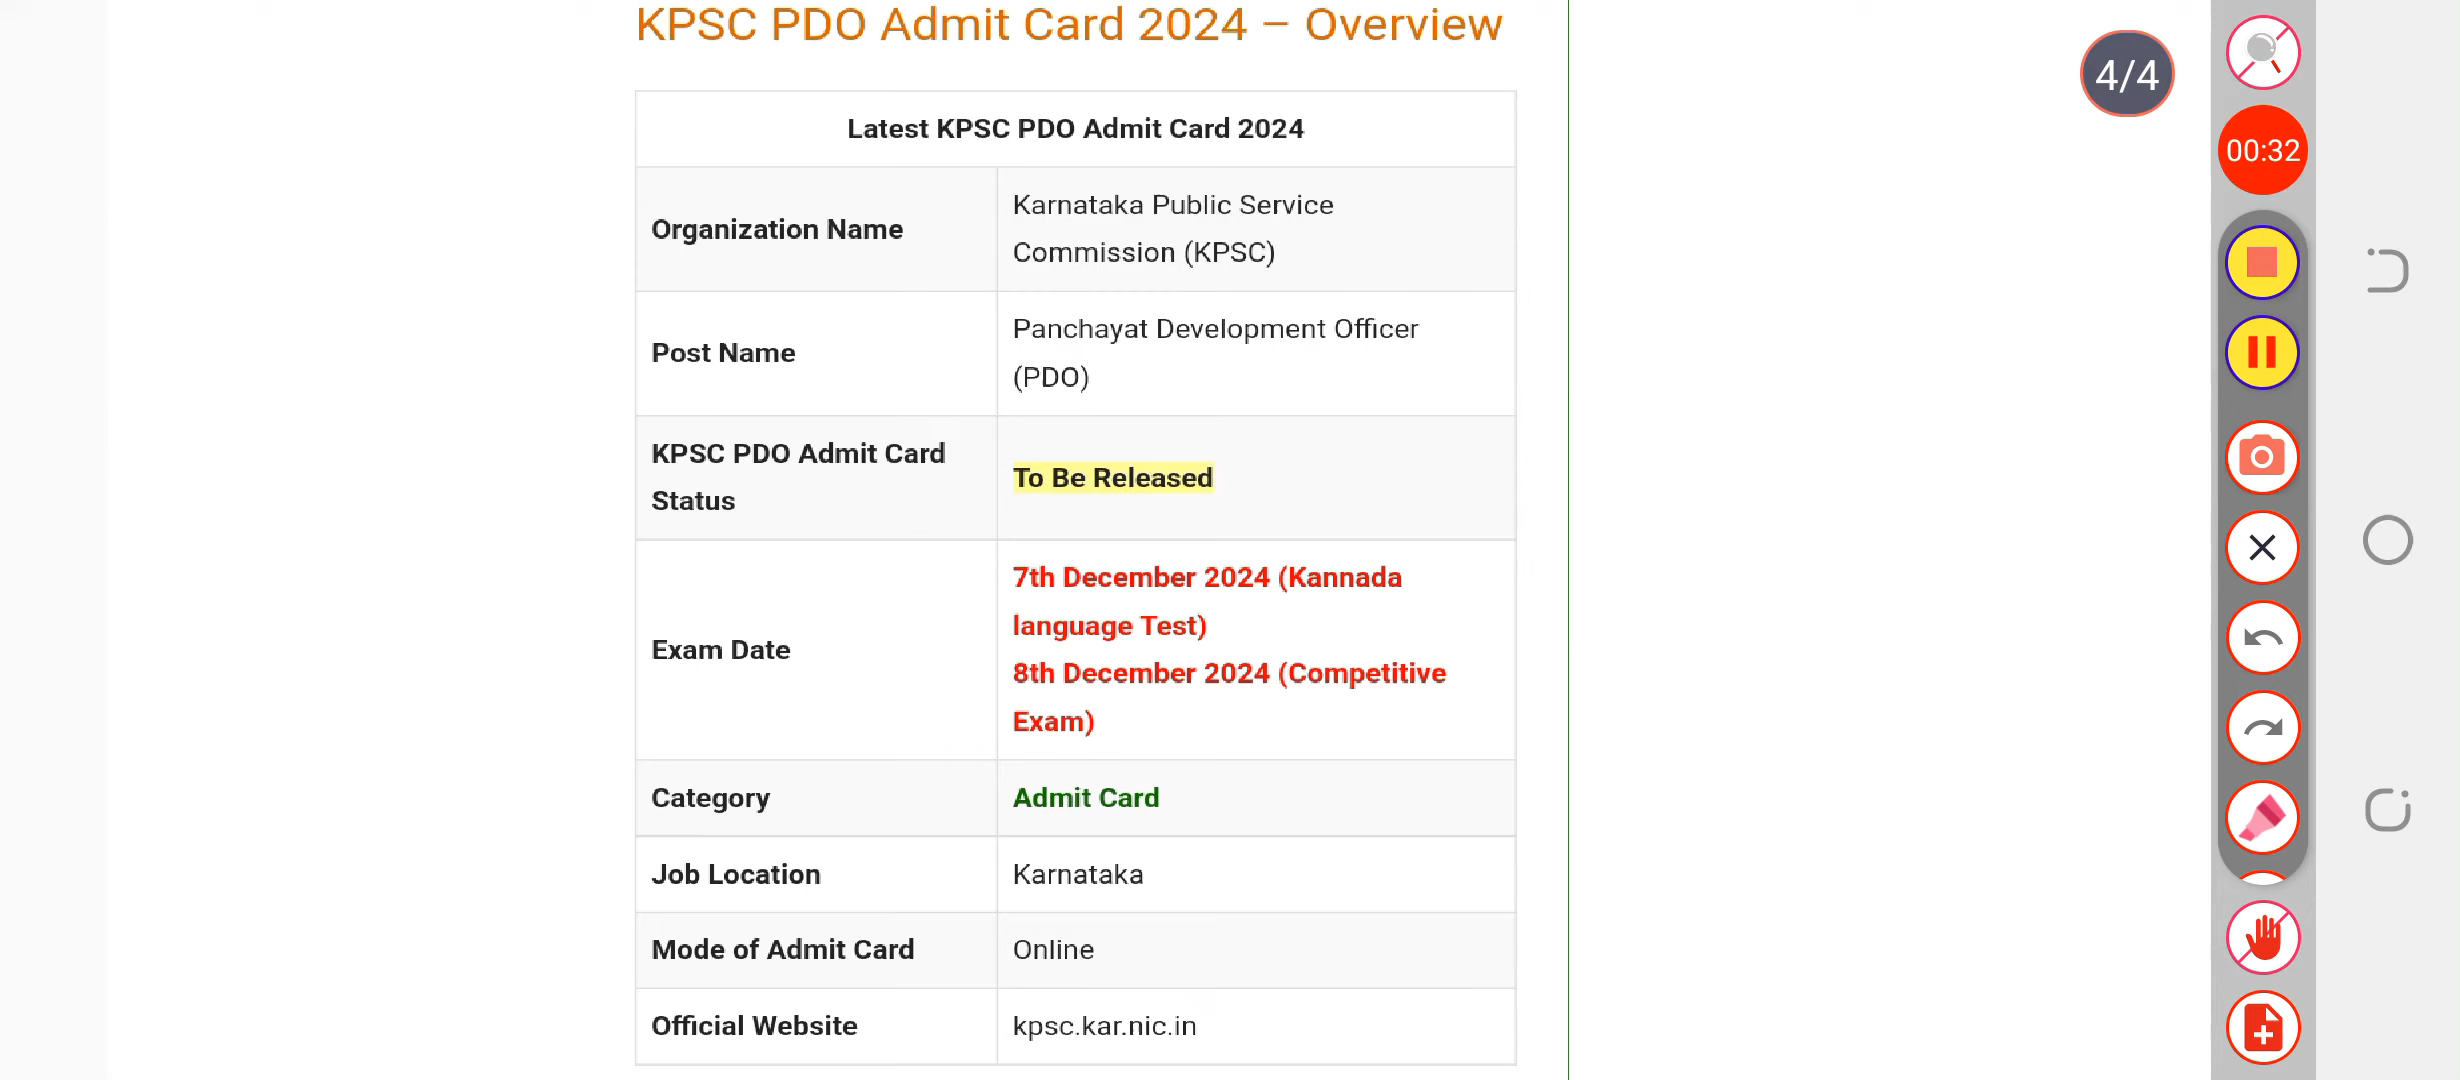 KPSC PDO Admit Card 2024 – Overview
4/4
00:32
Latest KPSC PDO Admit Card 2024
Organization Name
Karnataka Public Service
Commission (KPSC)
Post Name
Panchayat Development Officer
(PDO)
KPSC PDO Admit Card
Status
To Be Released
Exam Date
7th December 2024 (Kannada
language Test)
8th December 2024 (Competitive
Exam)
Category
Admit Card
Job Location
Karnataka
Mode of Admit Card
Online
Official Website
kpsc.kar.nic.in